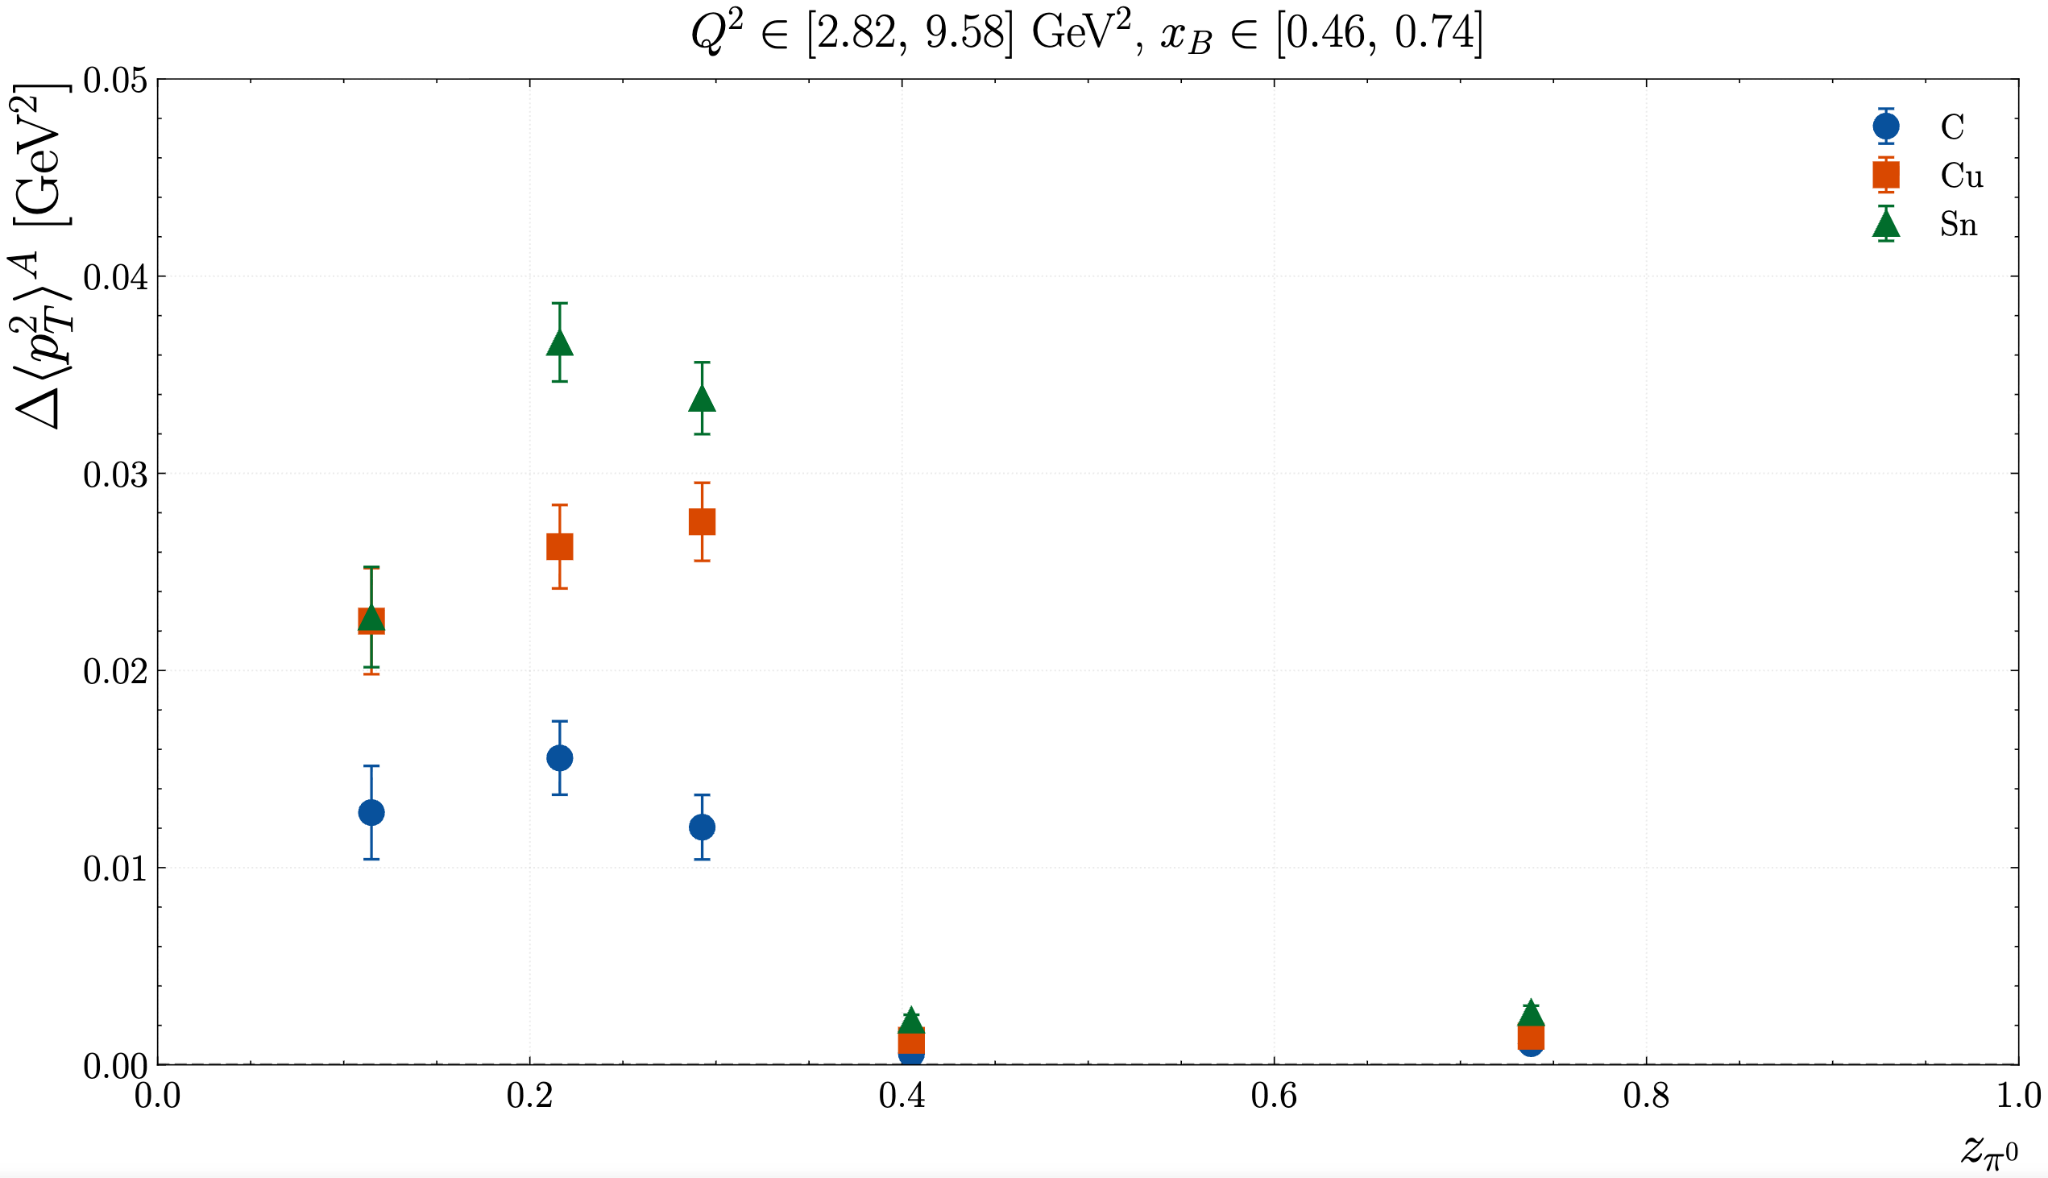 Q² ∈ [2.82, 9.58] GeV², x_B ∈ [0.46, 0.74]
Δ⟨p_T²⟩^A [GeV²]
0.05
0.04
0.03
0.02
0.01
0.00
C
Cu
Sn
0.0 0.2 0.4 0.6 0.8 1.0
z_π⁰